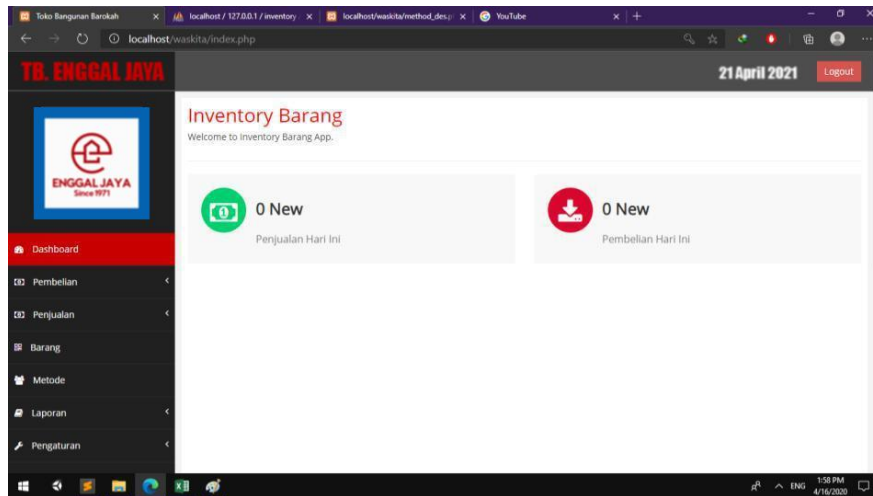 Toko Bangunan Barokah
localhost / 127.0.0.1 / inventory
localhost/waskita/method_des.p
YouTube
localhost/waskita/index.php
TB. ENGGAL JAYA
21 April 2021
Logout
ENGGAL JAYA
Since 1971
Inventory Barang
Welcome to Inventory Barang App.
0 New
Penjualan Hari Ini
0 New
Pembelian Hari Ini
Dashboard
Pembelian
Penjualan
Barang
Metode
Laporan
Pengaturan
ENG
1:58 PM
4/16/2020